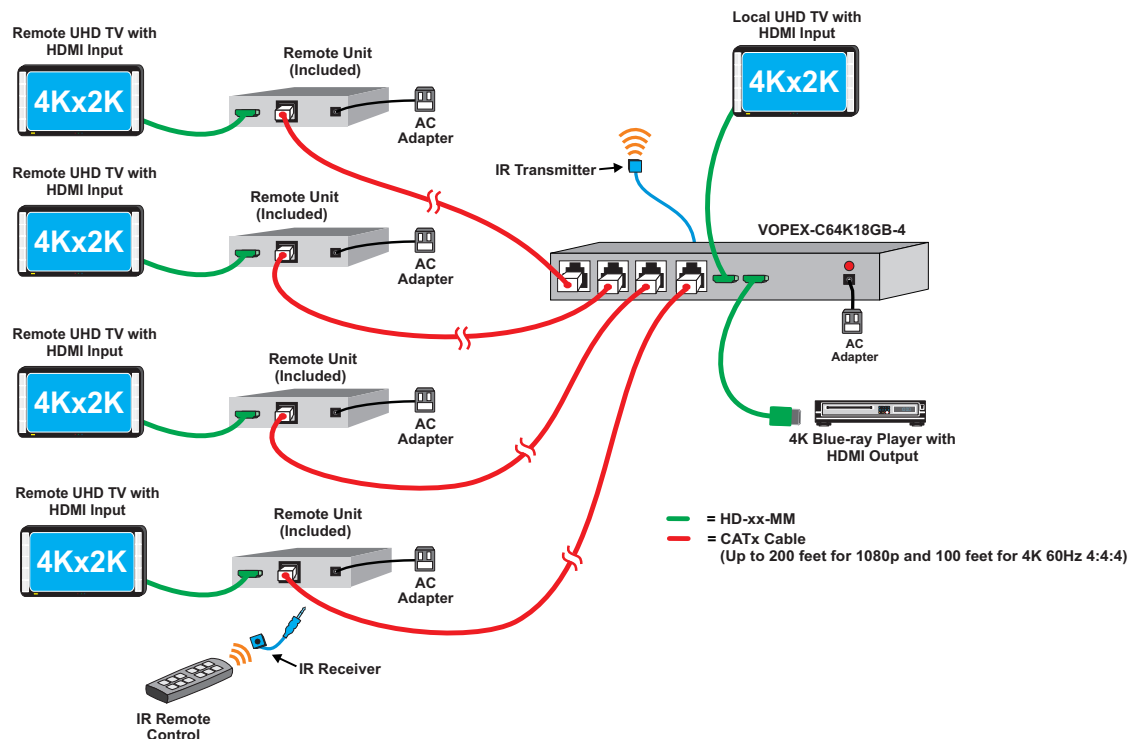 Remote UHD TV with
HDMI Input
4Kx2K
Remote Unit
(Included)
AC
Adapter
Local UHD TV with
HDMI Input
4Kx2K
Remote UHD TV with
HDMI Input
4Kx2K
Remote Unit
(Included)
AC
Adapter
IR Transmitter
VOPEX-C64K18GB-4
AC
Adapter
Remote UHD TV with
HDMI Input
4Kx2K
Remote Unit
(Included)
AC
Adapter
4K Blue-ray Player with
HDMI Output
Remote UHD TV with
HDMI Input
4Kx2K
Remote Unit
(Included)
AC
Adapter
= HD-xx-MM
= CATx Cable
(Up to 200 feet for 1080p and 100 feet for 4K 60Hz 4:4:4)
IR Receiver
IR Remote
Control